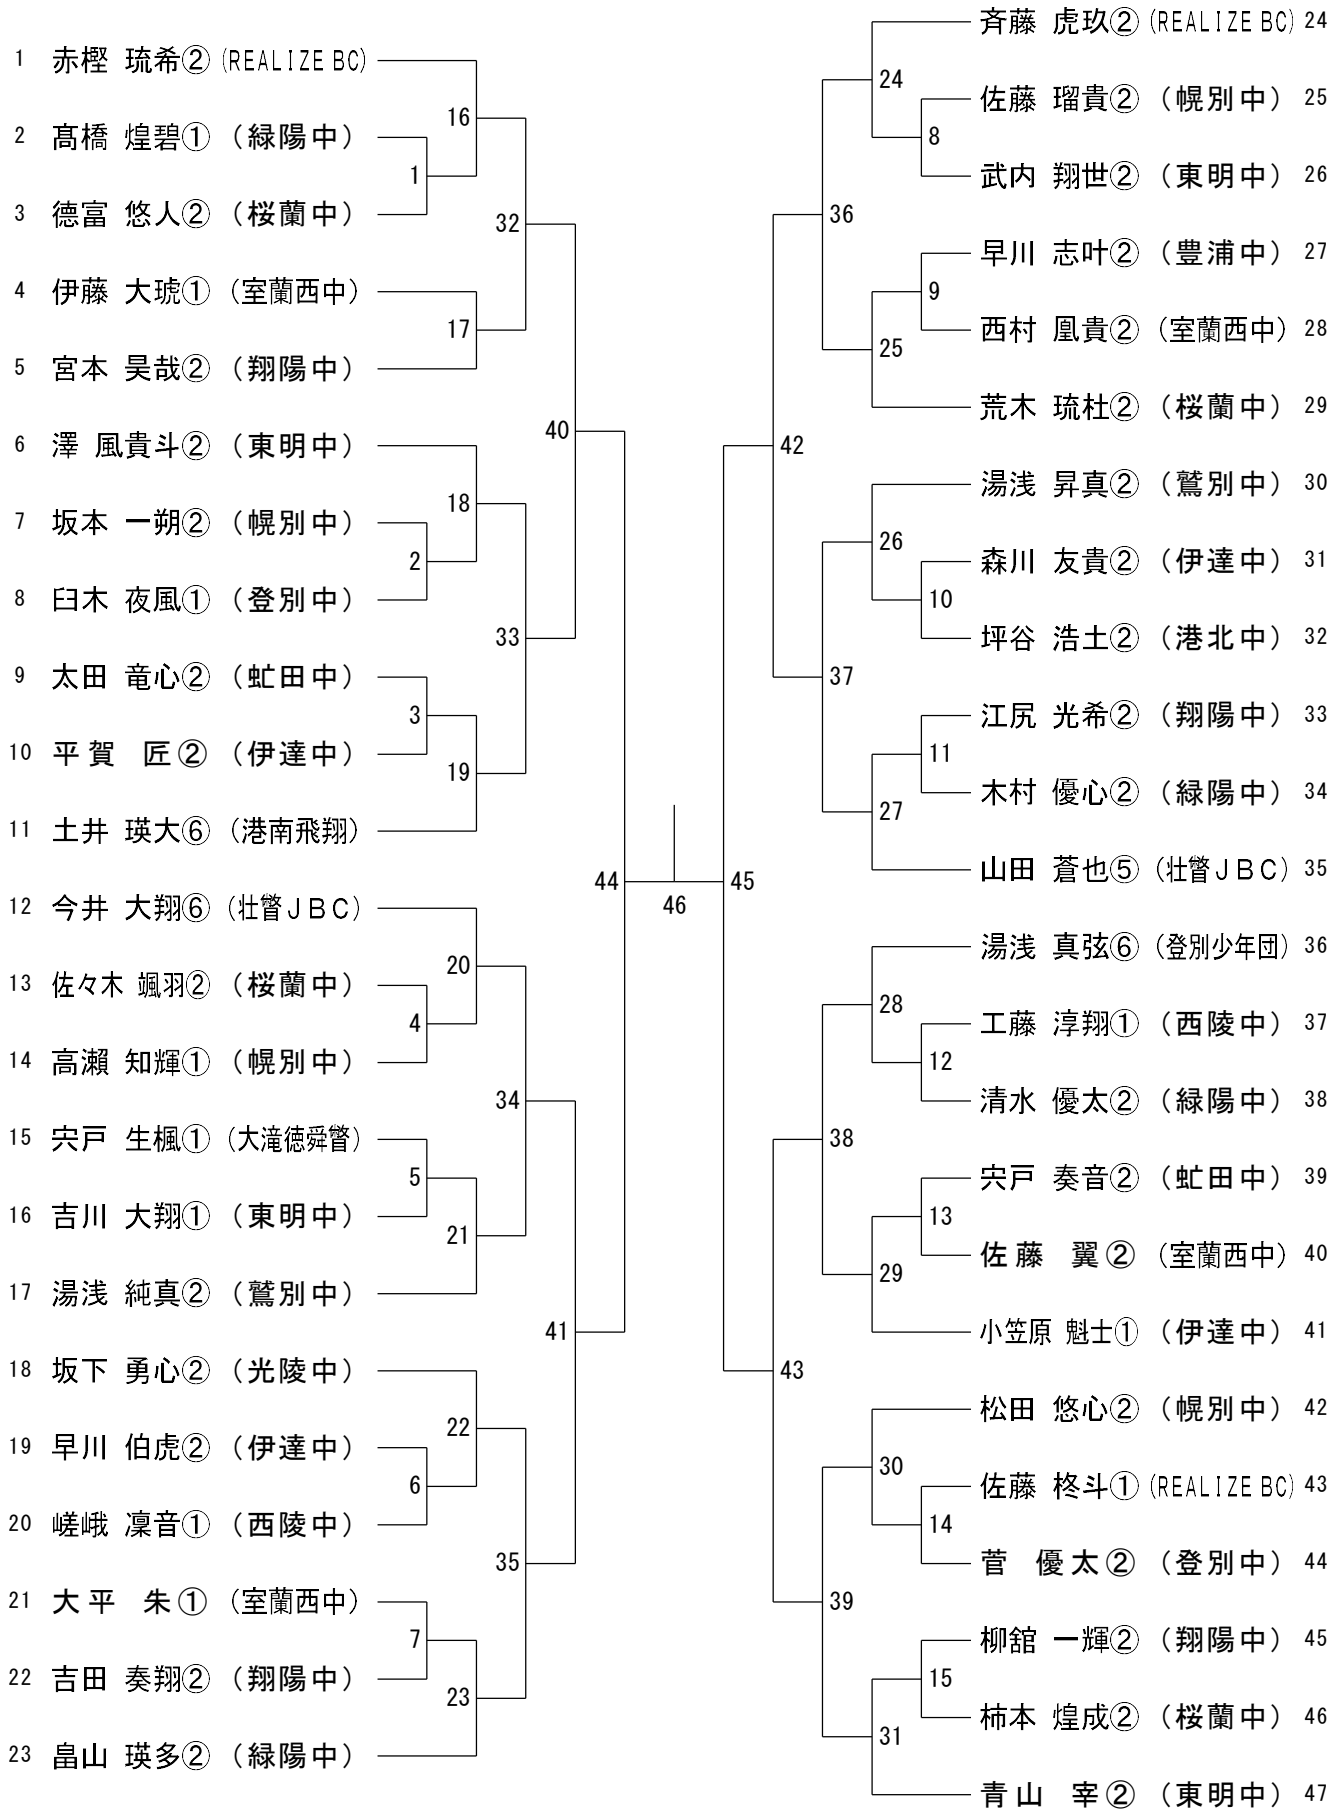 1 赤樫 琉希② (REALIZE BC)
2 髙橋 煌碧① (緑陽中)
3 德富 悠人② (桜蘭中)
4 伊藤 大琥① (室蘭西中)
5 宮本 昊哉② (翔陽中)
6 澤 風貴斗② (東明中)
7 坂本 一朔② (幌別中)
8 臼木 夜風① (登別中)
9 太田 竜心② (虻田中)
10 平賀 匠② (伊達中)
11 土井 瑛大⑥ (港南飛翔)
12 今井 大翔⑥ (壮瞥JBC)
13 佐々木 颯羽② (桜蘭中)
14 高瀬 知輝① (幌別中)
15 宍戸 生楓① (大滝徳舜瞥)
16 吉川 大翔① (東明中)
17 湯浅 純真② (鷲別中)
18 坂下 勇心② (光陵中)
19 早川 伯虎② (伊達中)
20 嵯峨 凜音① (西陵中)
21 大平 朱① (室蘭西中)
22 吉田 奏翔② (翔陽中)
23 畠山 瑛多② (緑陽中)
1
2
3
4
5
6
7
16
17
18
19
20
21
22
23
32
33
34
35
40
41
44
46
45
42
43
36
37
38
39
24
25
26
27
28
29
30
31
8
9
10
11
12
13
14
15
斉藤 虎玖② (REALIZE BC) 24
佐藤 瑠貴② (幌別中) 25
武内 翔世② (東明中) 26
早川 志叶② (豊浦中) 27
西村 凰貴② (室蘭西中) 28
荒木 琉杜② (桜蘭中) 29
湯浅 昇真② (鷲別中) 30
森川 友貴② (伊達中) 31
坪谷 浩土② (港北中) 32
江尻 光希② (翔陽中) 33
木村 優心② (緑陽中) 34
山田 蒼也⑤ (壮瞥JBC) 35
湯浅 真弦⑥ (登別少年団) 36
工藤 淳翔① (西陵中) 37
清水 優太② (緑陽中) 38
宍戸 奏音② (虻田中) 39
佐藤 翼② (室蘭西中) 40
小笠原 魁士① (伊達中) 41
松田 悠心② (幌別中) 42
佐藤 柊斗① (REALIZE BC) 43
菅 優太② (登別中) 44
柳舘 一輝② (翔陽中) 45
柿本 煌成② (桜蘭中) 46
青山 宰② (東明中) 47